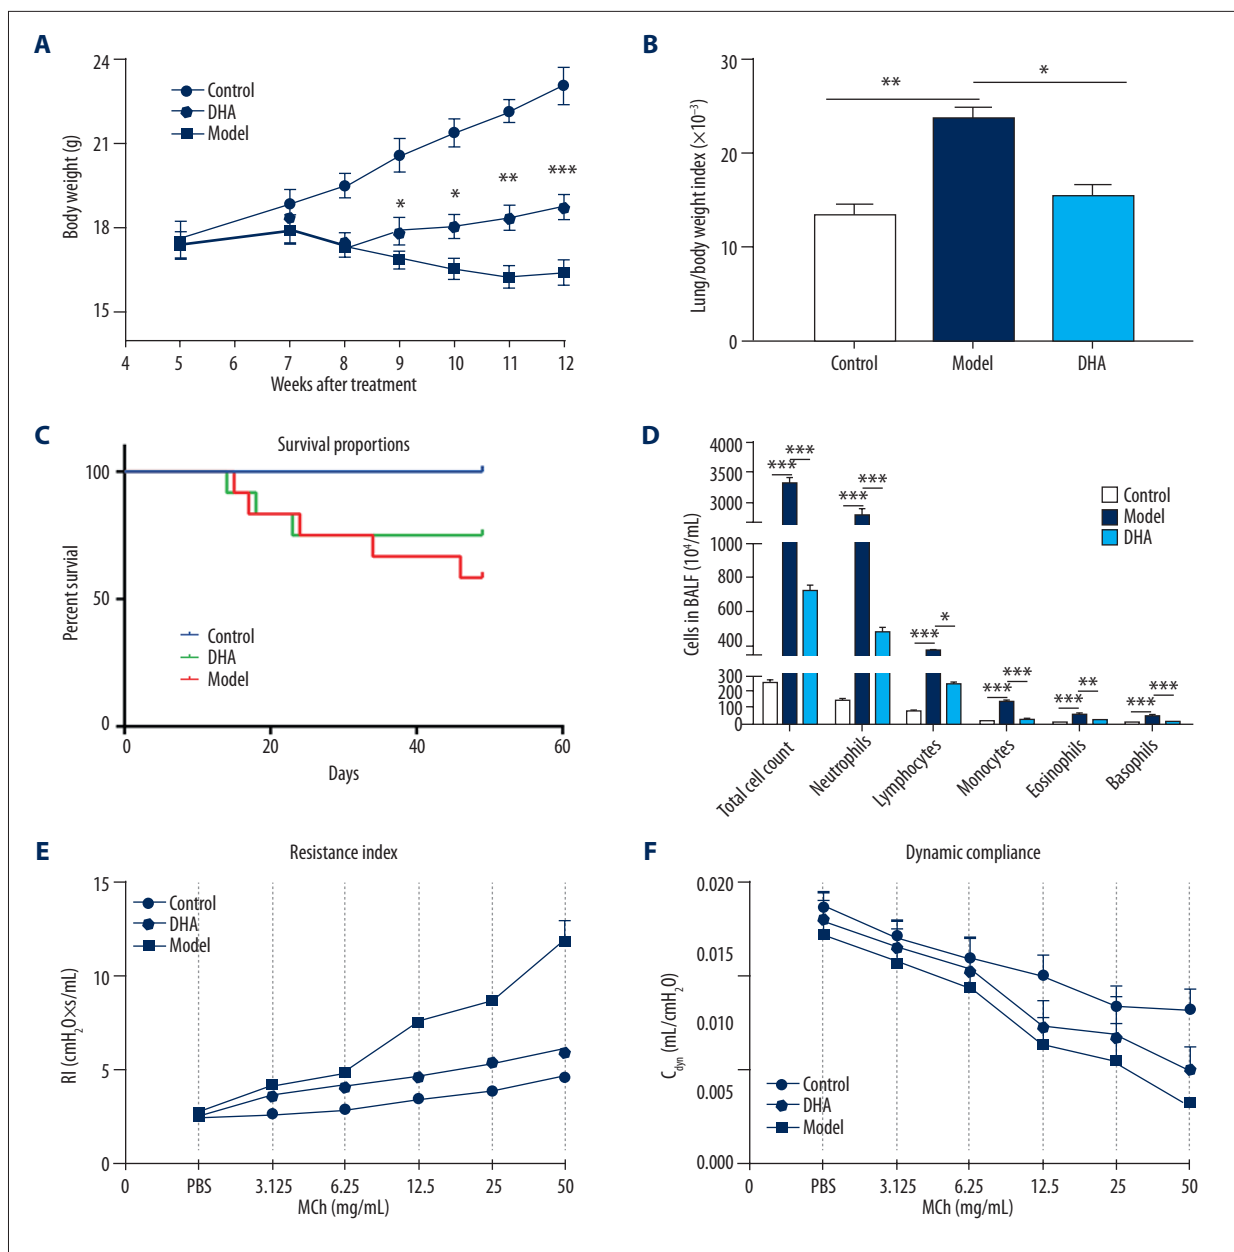 A
24
21
18
15
Body weight (g)
Control
DHA
Model
*
*
**
***
4
5
6
7
8
9
10
11
12
Weeks after treatment
B
30
20
10
0
Lung/body weight index (×10⁻³)
**
*
Control
Model
DHA
C
Survival proportions
100
50
0
Percent survial
Control
DHA
Model
0
20
40
60
Days
D
4000
3500
3000
1000
800
600
400
300
200
100
0
Cells in BALF (10⁴/mL)
***
***
***
***
***
*
***
***
***
**
***
***
Control
Model
DHA
Total cell count
Neutrophils
Lymphocytes
Monocytes
Eosinophils
Basophils
E
Resistance index
15
10
5
0
RI (cmH₂O×s/mL)
Control
DHA
Model
0
PBS
3.125
6.25
12.5
25
50
MCh (mg/mL)
F
Dynamic compliance
0.020
0.015
0.010
0.005
0.000
Cdyn (mL/cmH₂O)
Control
DHA
Model
0
PBS
3.125
6.25
12.5
25
50
MCh (mg/mL)